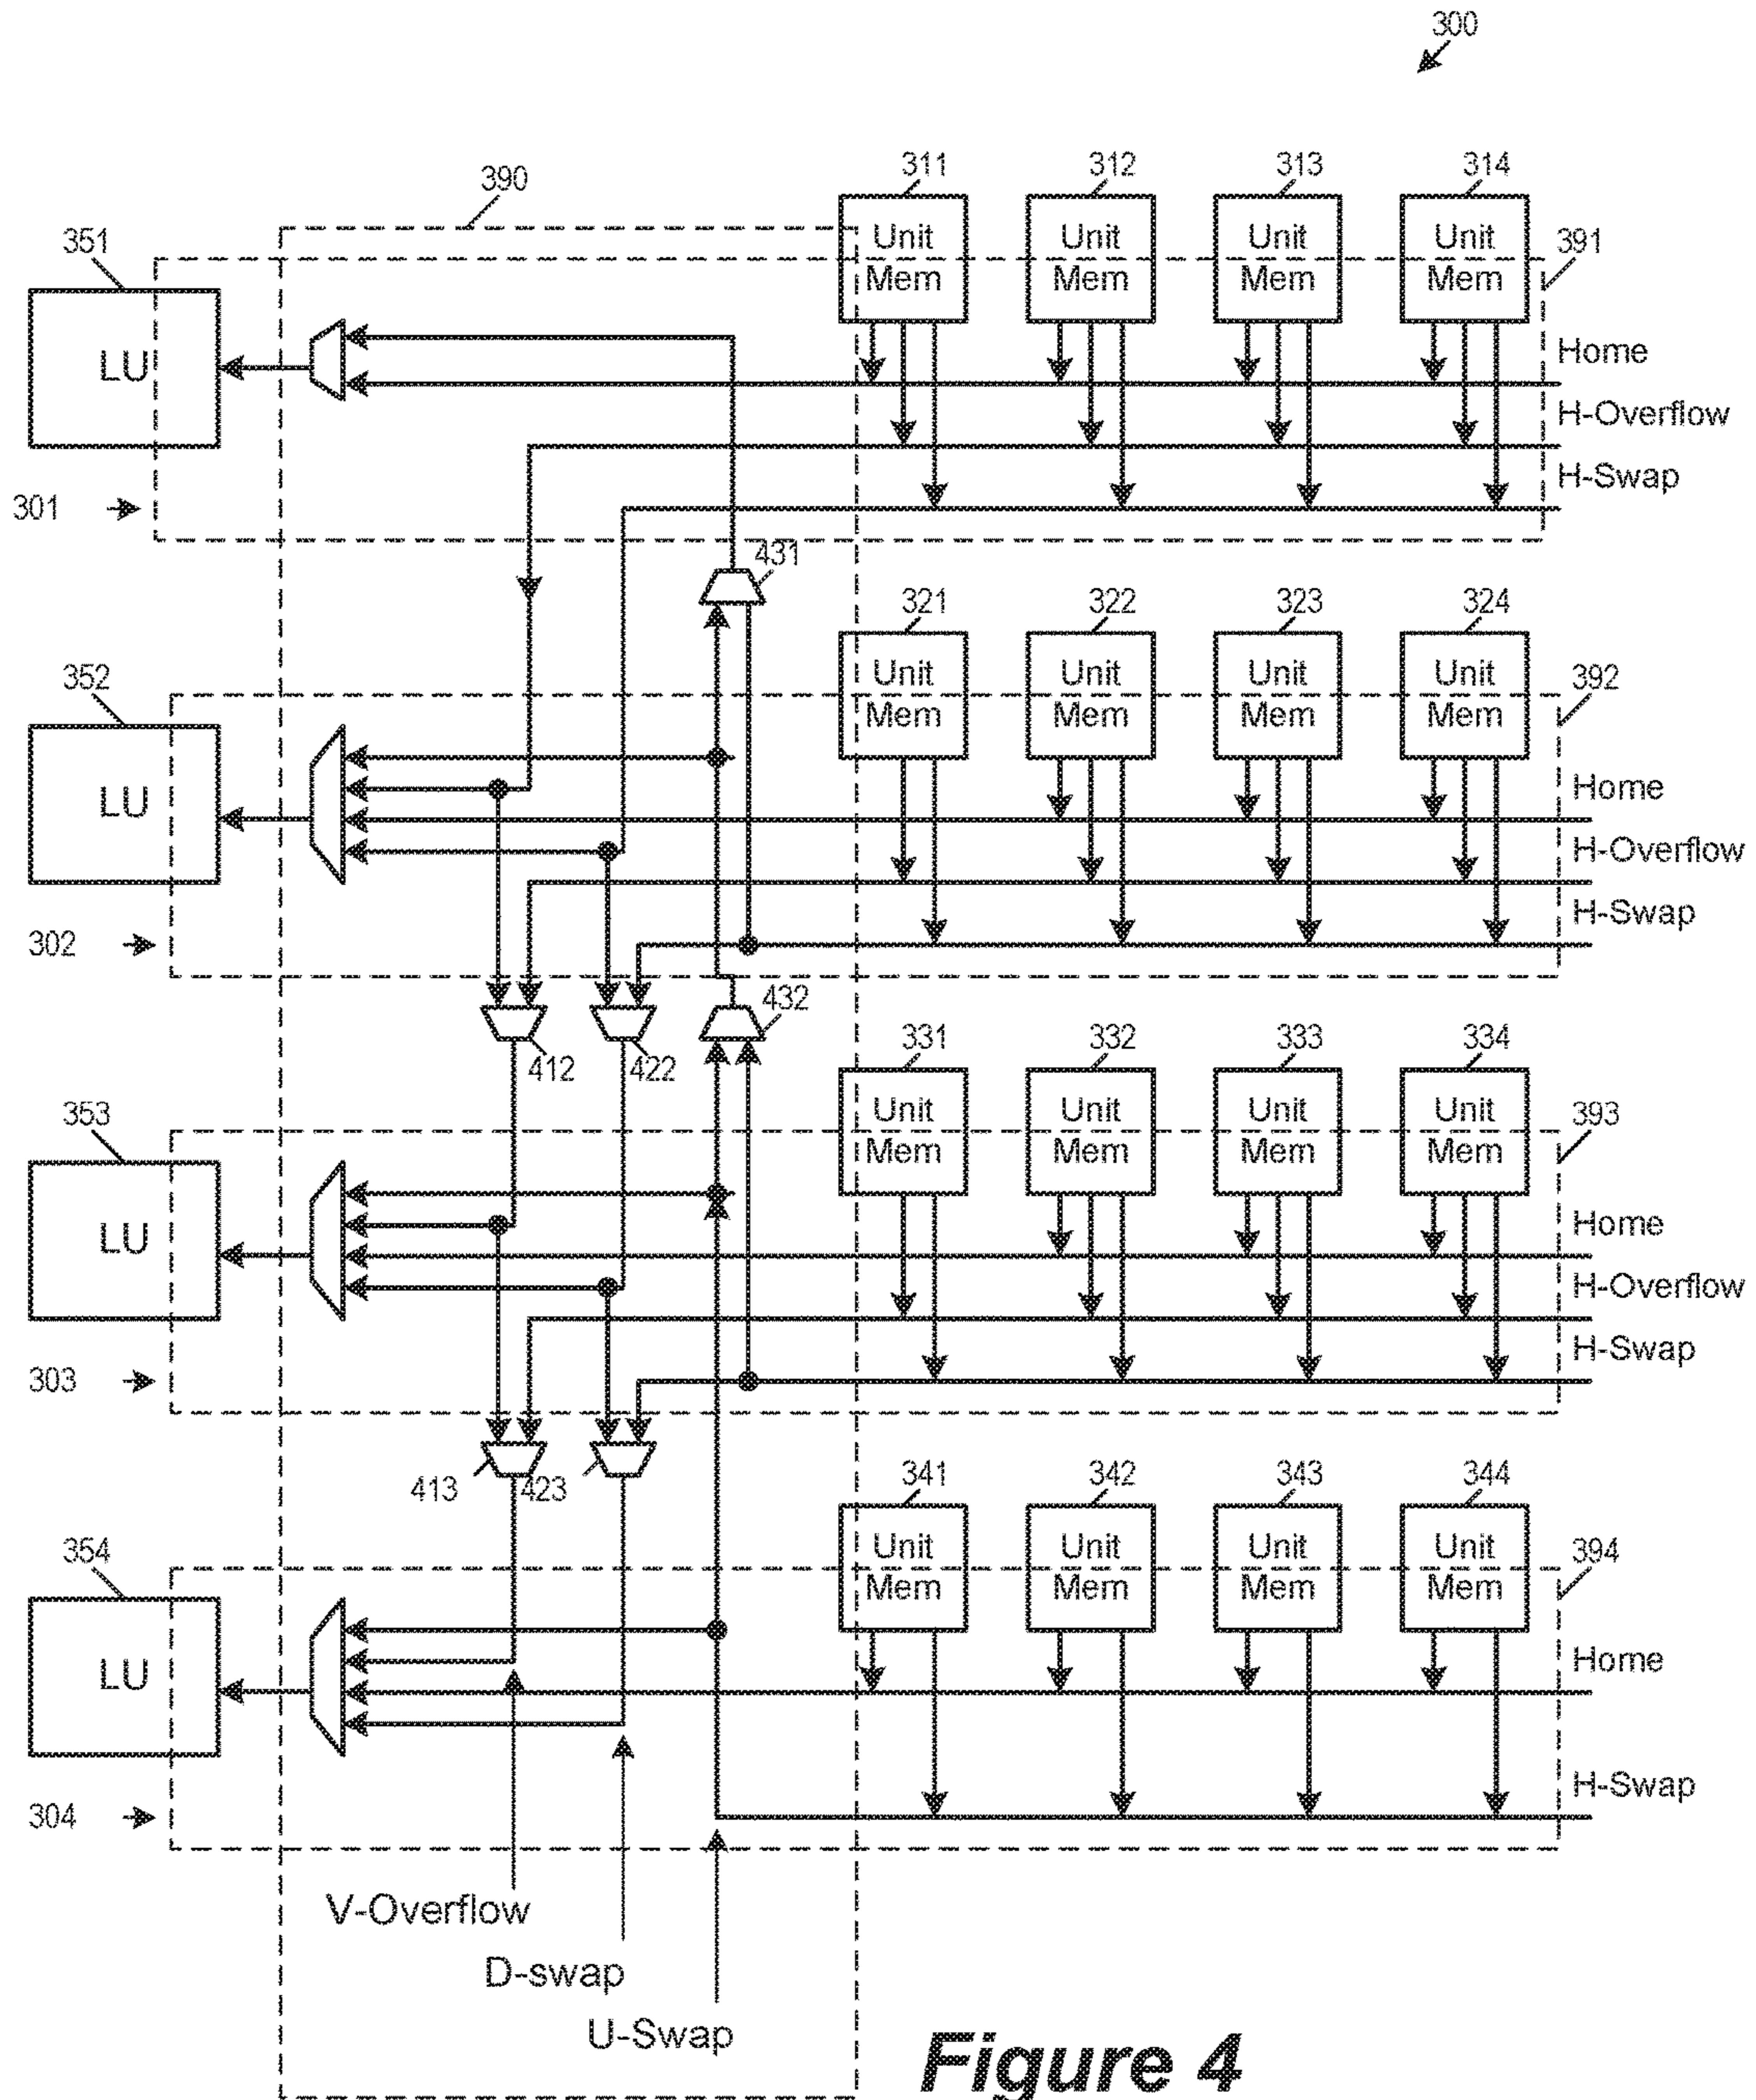 300
311 312 313 314
390
Unit Mem Unit Mem Unit Mem Unit Mem
391
351
LU
Home
H-Overflow
H-Swap
301
431
321 322 323 324
352
Unit Mem Unit Mem Unit Mem Unit Mem
392
LU
Home
H-Overflow
H-Swap
302
432
412 422
331 332 333 334
353
Unit Mem Unit Mem Unit Mem Unit Mem
393
LU
Home
H-Overflow
H-Swap
303
413 423
341 342 343 344
354
Unit Mem Unit Mem Unit Mem Unit Mem
394
LU
Home
H-Swap
304
V-Overflow
D-swap
U-Swap
Figure 4